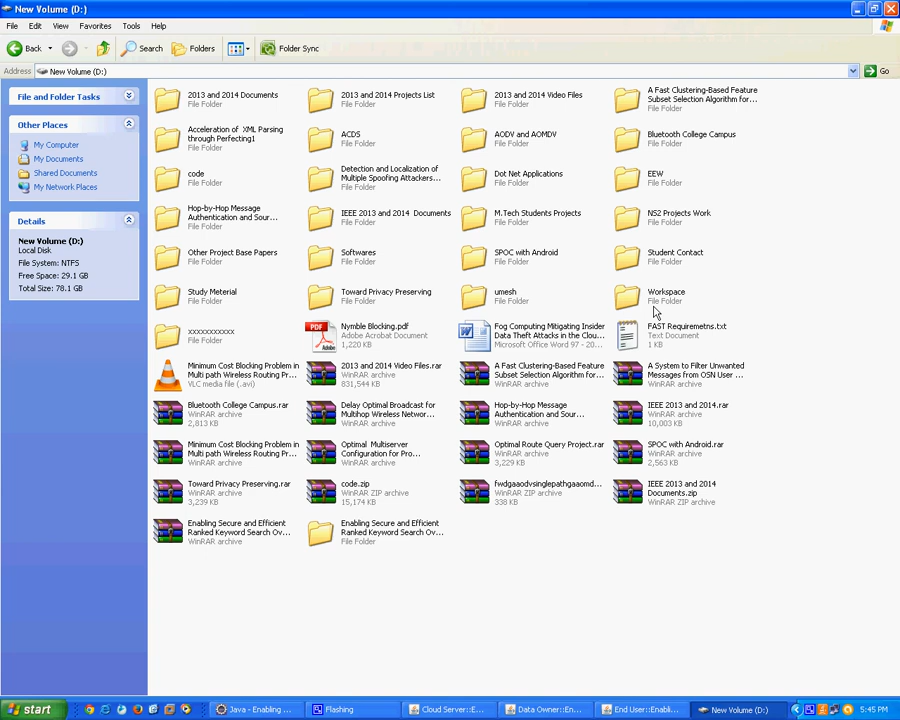 New Volume (D:)
File Edit View Favorites Tools Help
Back Search Folders Folder Sync
Address New Volume (D:) Go
File and Folder Tasks
Other Places
My Computer
My Documents
Shared Documents
My Network Places
Details
New Volume (D:)
Local Disk
File System: NTFS
Free Space: 29.1 GB
Total Size: 78.1 GB
2013 and 2014 Documents
File Folder
2013 and 2014 Projects List
File Folder
2013 and 2014 Video Files
File Folder
A Fast Clustering-Based Feature
Subset Selection Algorithm for...
File Folder
Acceleration of XML Parsing
through Perfecting1
File Folder
ACDS
File Folder
AODV and AOMDV
File Folder
Bluetooth College Campus
File Folder
code
File Folder
Detection and Localization of
Multiple Spoofing Attackers...
File Folder
Dot Net Applications
File Folder
EEW
File Folder
Hop-by-Hop Message
Authentication and Sour...
File Folder
IEEE 2013 and 2014 Documents
File Folder
M.Tech Students Projects
File Folder
NS2 Projects Work
File Folder
Other Project Base Papers
File Folder
Softwares
File Folder
SPOC with Android
File Folder
Student Contact
File Folder
Study Meterial
File Folder
Toward Privacy Preserving
File Folder
umesh
File Folder
Workspace
File Folder
xxxxxxxxxxx
File Folder
Nymble Blocking.pdf
Adobe Acrobat Document
1,220 KB
Fog Computing Mitigating Insider
Data Theft Attacks in the Clou...
Microsoft Office Word 97 - 200...
FAST Requiremetns.txt
Text Document
1 KB
Minimum Cost Blocking Problem in
Multi path Wireless Routing Pr...
VLC media file (.avi)
2013 and 2014 Video Files.rar
WinRAR archive
831,544 KB
A Fast Clustering-Based Feature
Subset Selection Algorithm for...
WinRAR archive
A System to Filter Unwanted
Messages from OSN User ...
WinRAR archive
Bluetooth College Campus.rar
WinRAR archive
2,813 KB
Delay Optimal Broadcast for
Multihop Wireless Networ...
WinRAR archive
Hop-by-Hop Message
Authentication and Sour...
WinRAR archive
IEEE 2013 and 2014.rar
WinRAR archive
10,003 KB
Minimum Cost Blocking Problem in
Multi path Wireless Routing Pr...
WinRAR archive
Optimal Multiserver
Configuration for Pro...
WinRAR archive
Optimal Route Query Project.rar
WinRAR archive
3,229 KB
SPOC with Android.rar
WinRAR archive
2,563 KB
Toward Privacy Preserving.rar
WinRAR archive
3,239 KB
code.zip
WinRAR ZIP archive
15,174 KB
fwdgaaodvsinglepathgaaomd...
WinRAR ZIP archive
338 KB
IEEE 2013 and 2014
Documents.zip
WinRAR ZIP archive
Enabling Secure and Efficient
Ranked Keyword Search Ov...
WinRAR archive
Enabling Secure and Efficient
Ranked Keyword Search Ov...
File Folder
start Java - Enabling ... Flashing Cloud Server::E... Data Owner::En... End User::Enabli... New Volume (D:) 5:45 PM